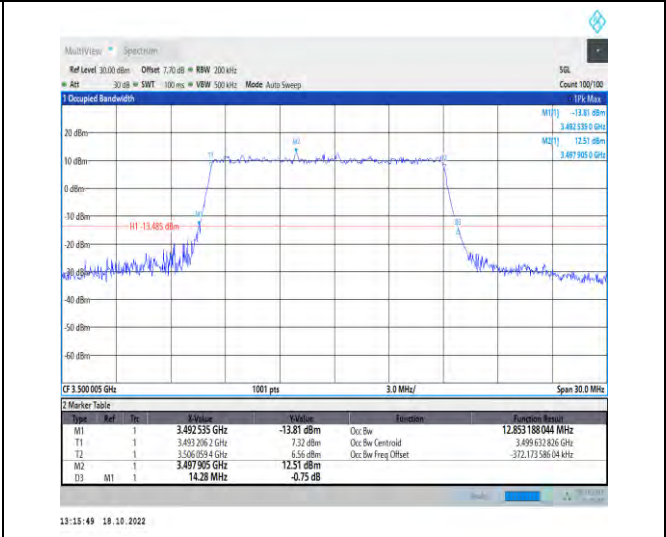 MultiView Spectrum
Ref Level 30.00 dBm Offset 7.70 dB RBW 200 kHz SGL
Att 30 dB SWT 100 ms VBW 500 kHz Mode Auto Sweep Count 100/100
1 Occupied Bandwidth 1Pk Max
M1(1) -13.81 dBm
3.492 535 0 GHz
M2(1) 12.51 dBm
3.497 905 0 GHz
20 dBm
M2
T1
10 dBm
0 dBm
-10 dBm
M1
H1 -13.485 dBm
D3
-20 dBm
-30 dBm
-40 dBm
-50 dBm
-60 dBm
CF 3.500 005 GHz 1001 pts 3.0 MHz/ Span 30.0 MHz
2 Marker Table
Type Ref Trc X-Value Y-Value Function Function Result
M1 1 3.492 535 GHz -13.81 dBm Occ Bw 12.853 188 044 MHz
T1 1 3.493 206 2 GHz 7.32 dBm Occ Bw Centroid 3.499 632 826 GHz
T2 1 3.506 059 4 GHz 6.56 dBm Occ Bw Freq Offset -372.173 586 04 kHz
M2 1 3.497 905 GHz 12.51 dBm
D3 M1 1 14.28 MHz -0.75 dB
13:15:49 18.10.2022